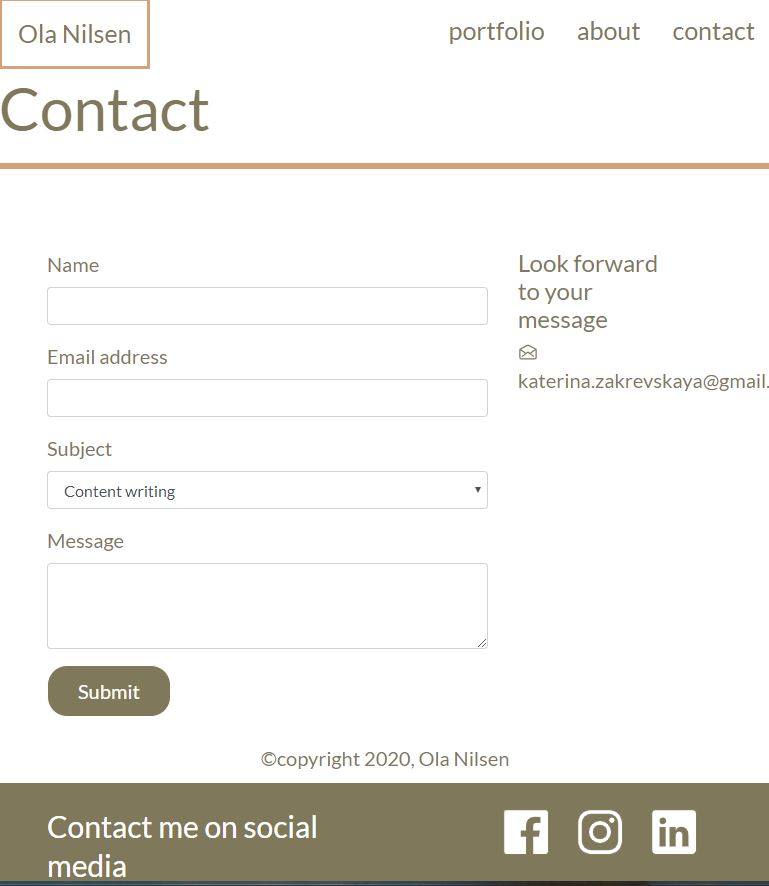 Ola Nilsen
portfolio about contact
Contact
Name
Email address
Subject
Content writing
Message
Submit
Look forward
to your
message
katerina.zakrevskaya@gmail.
©copyright 2020, Ola Nilsen
Contact me on social
media